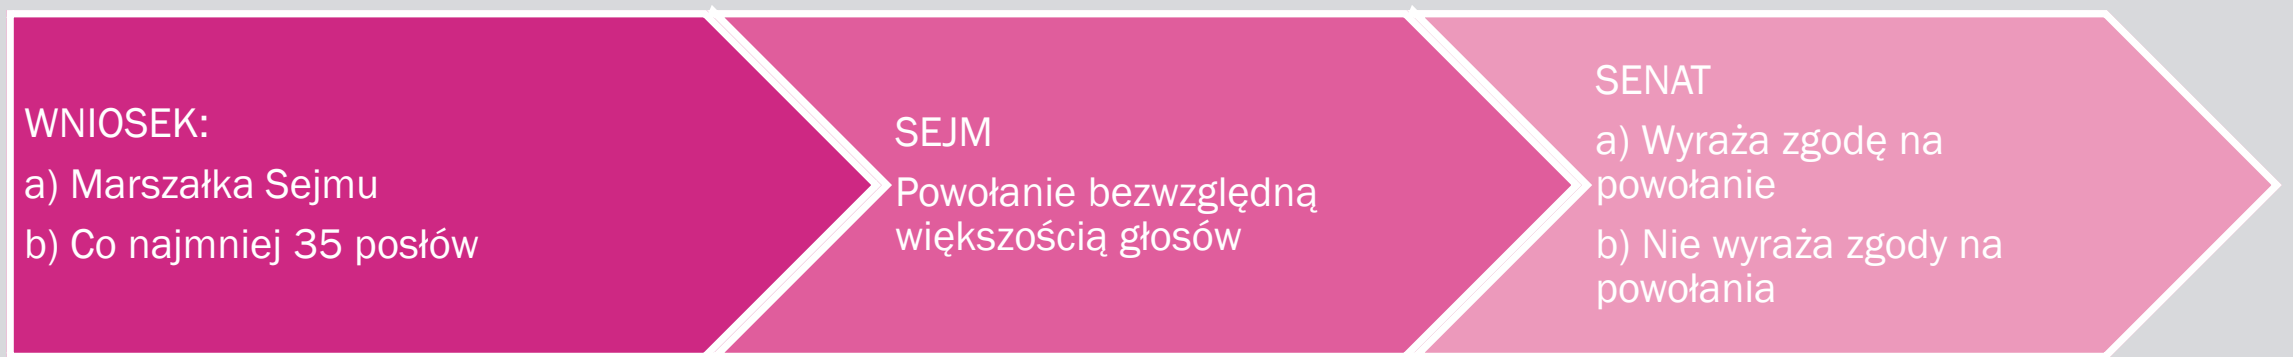 WNIOSEK:
a) Marszałka Sejmu
b) Co najmniej 35 posłów
SEJM
Powołanie bezwzględną
większością głosów
SENAT
a) Wyraża zgodę na
powołanie
b) Nie wyraża zgody na
powołania